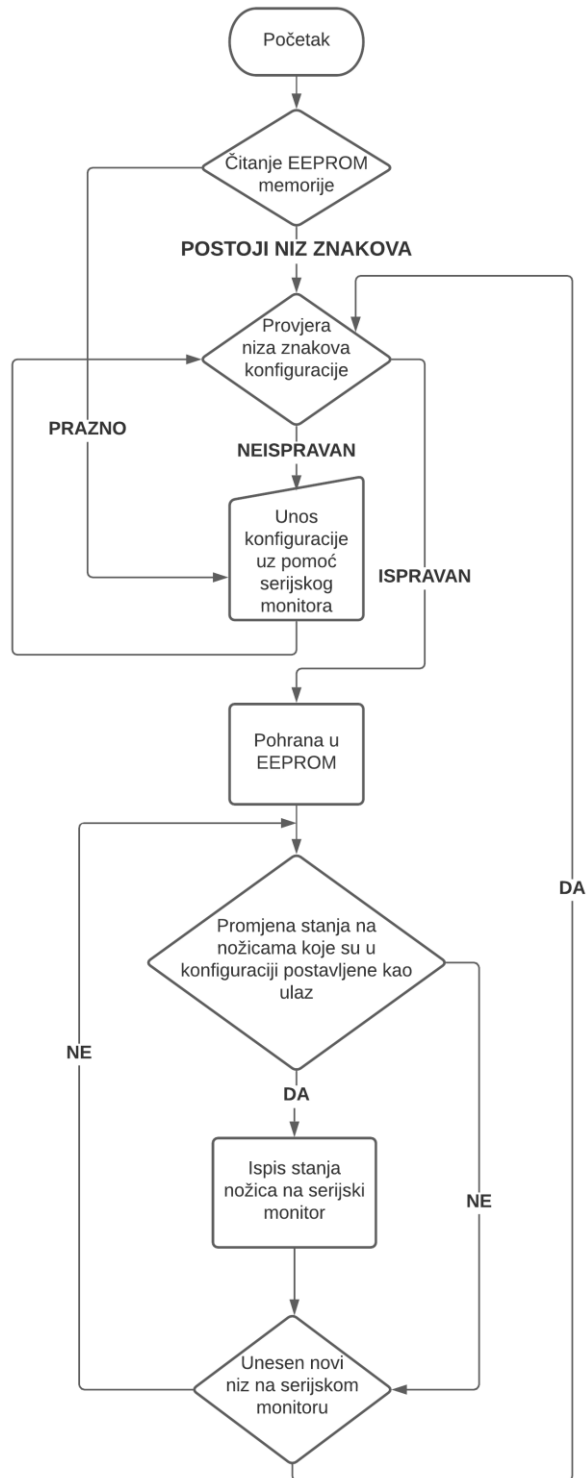 Početak
Čitanje EEPROM
memorije
POSTOJI NIZ ZNAKOVA
Provjera
niza znakova
konfiguracije
PRAZNO
NEISPRAVAN
Unos
konfiguracije
uz pomoć
serijskog
monitora
ISPRAVAN
Pohrana u
EEPROM
DA
Promjena stanja na
nožicama koje su u
konfiguraciji postavljene kao
ulaz
NE
DA
Ispis stanja
nožica na serijski
monitor
NE
Unesen novi
niz na serijskom
monitoru